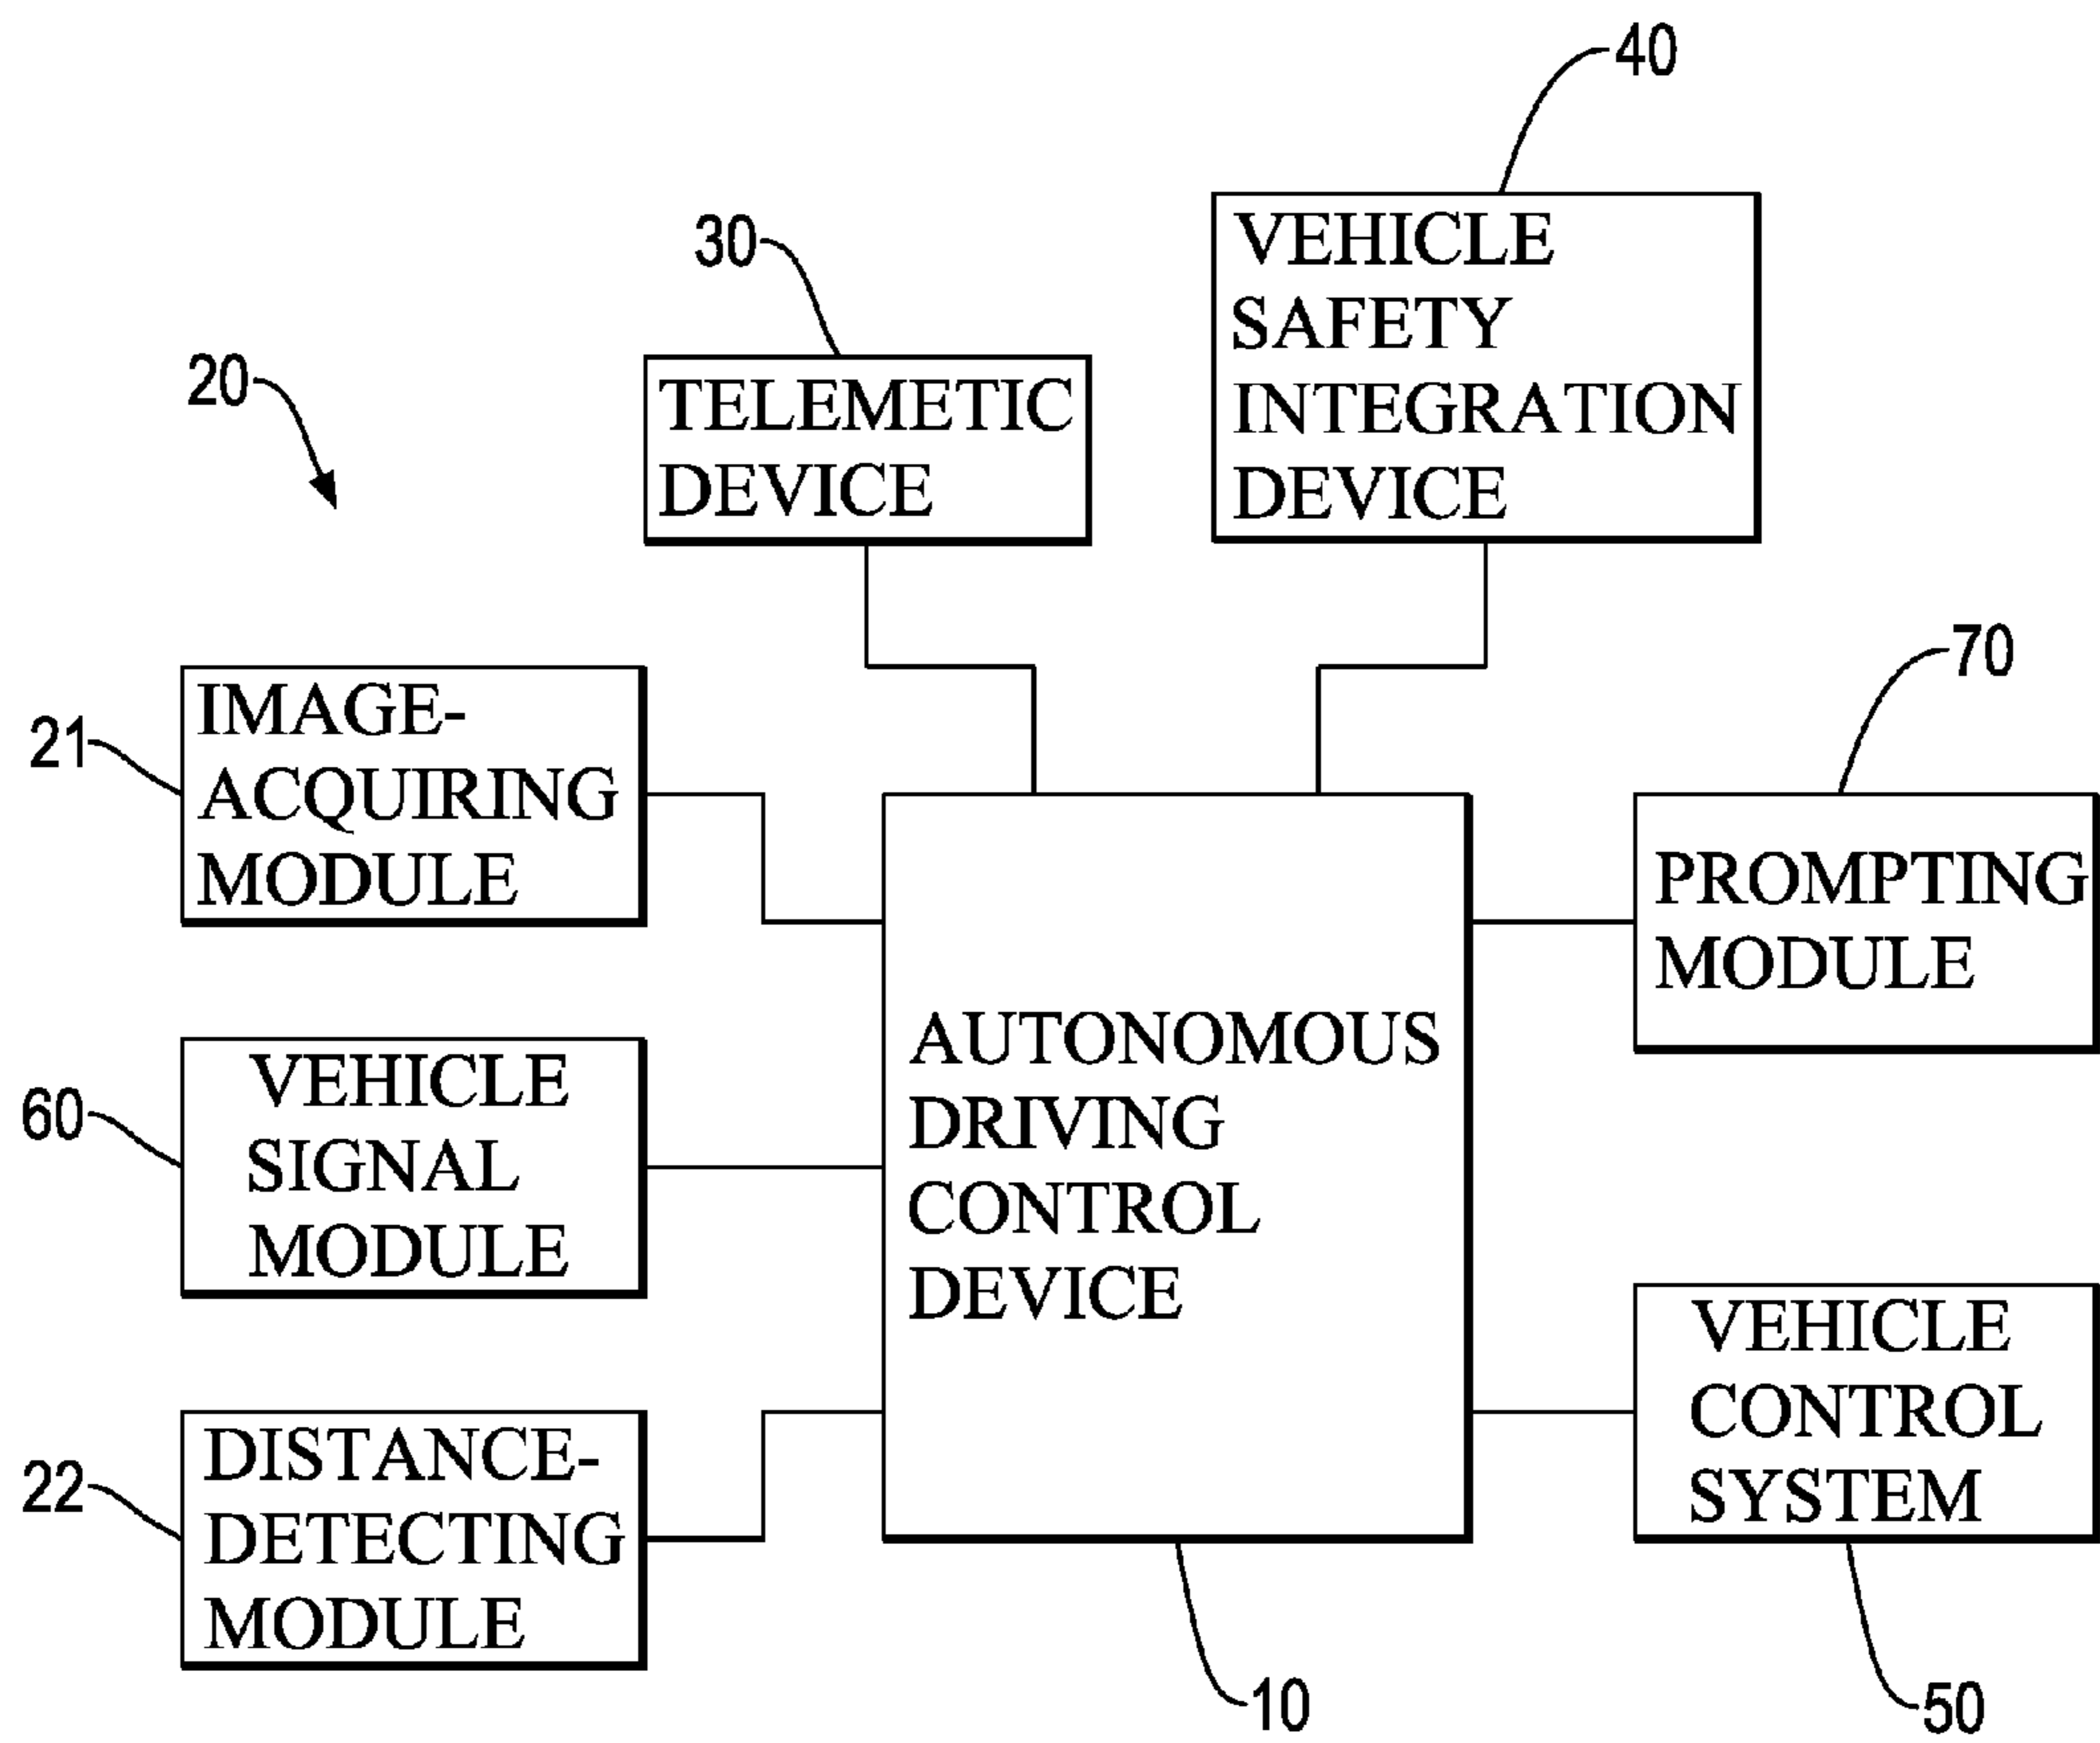 40
VEHICLE
SAFETY
INTEGRATION
DEVICE
30
TELEMETIC
DEVICE
20
21
IMAGE-
ACQUIRING
MODULE
70
PROMPTING
MODULE
60
VEHICLE
SIGNAL
MODULE
AUTONOMOUS
DRIVING
CONTROL
DEVICE
10
22
DISTANCE-
DETECTING
MODULE
VEHICLE
CONTROL
SYSTEM
50